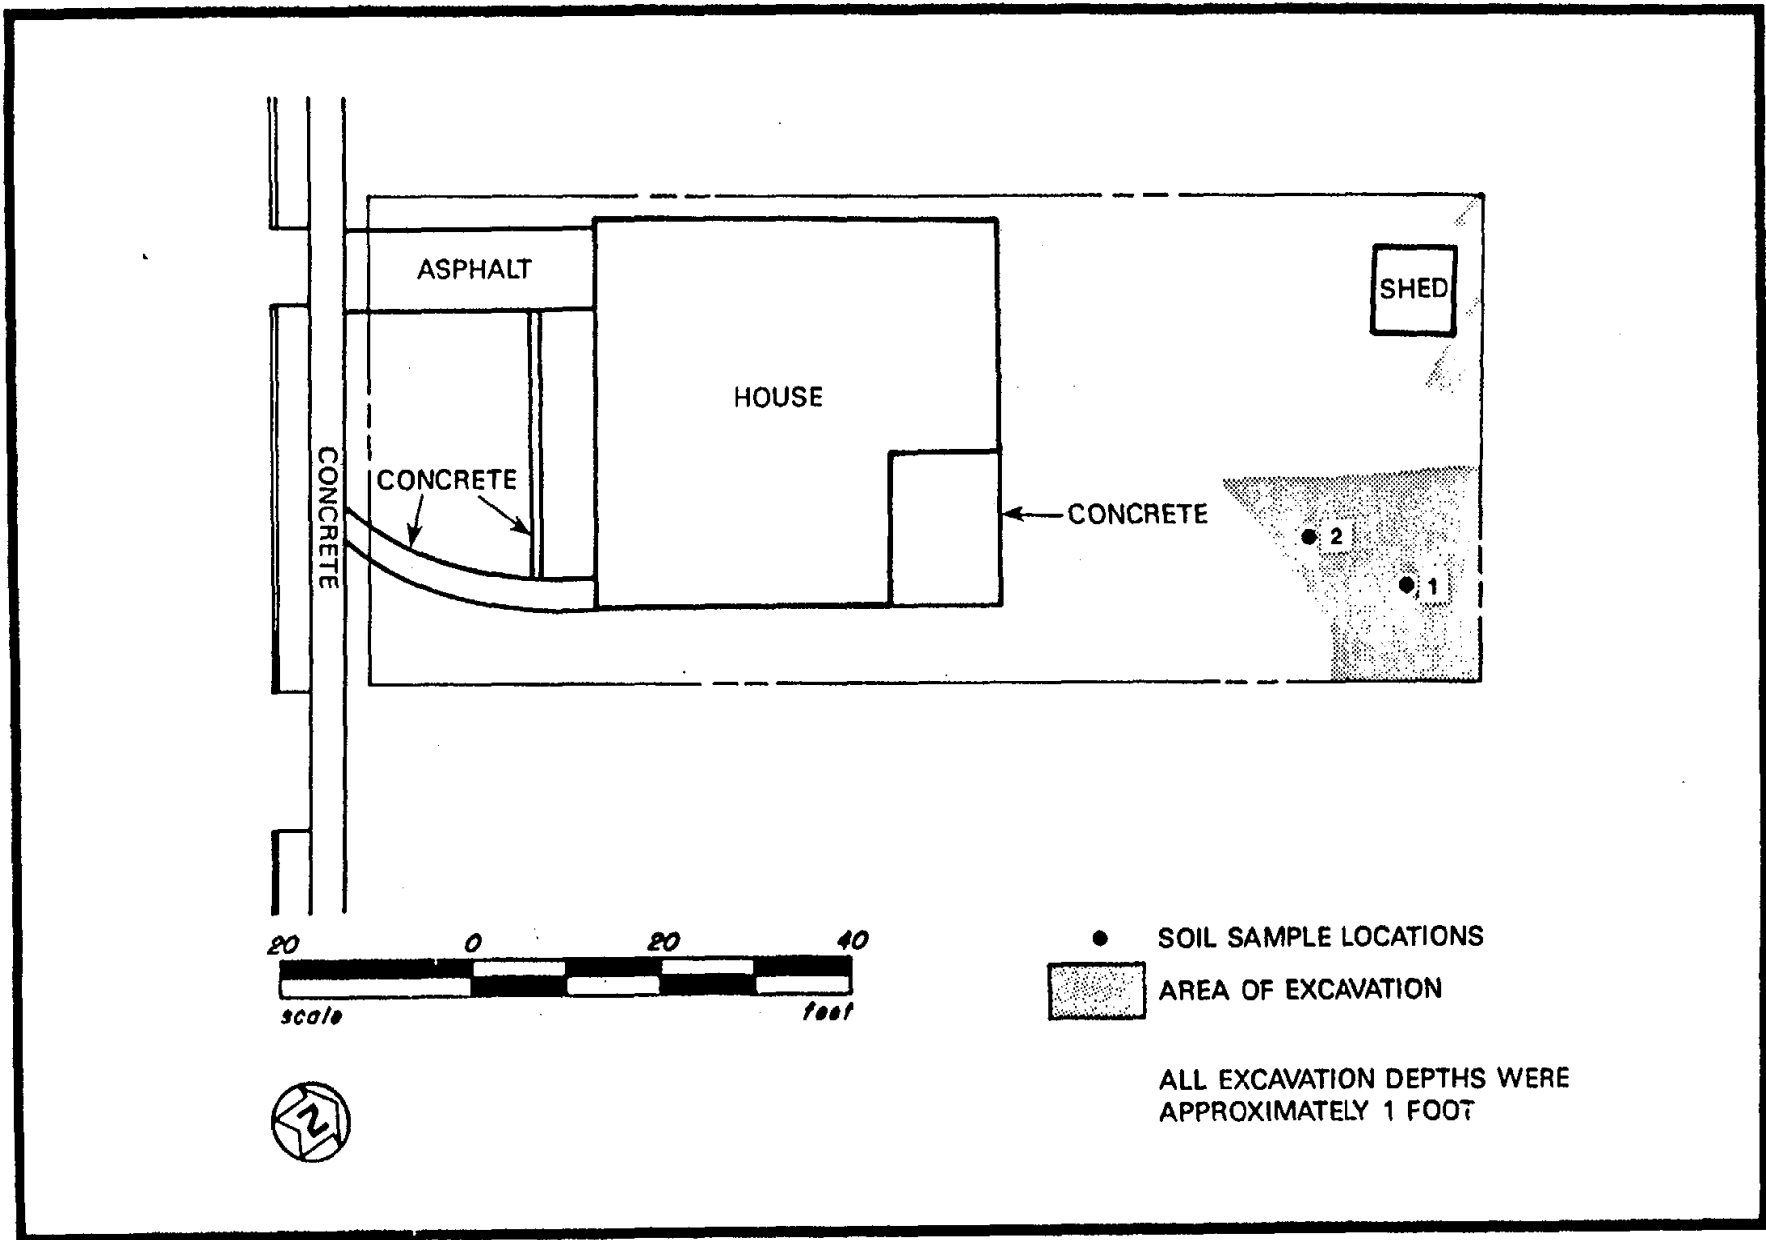 ASPHALT
SHED
HOUSE
CONCRETE
CONCRETE
CONCRETE
2
1
20 0 20 40
scale feet
SOIL SAMPLE LOCATIONS
AREA OF EXCAVATION
ALL EXCAVATION DEPTHS WERE
APPROXIMATELY 1 FOOT
N